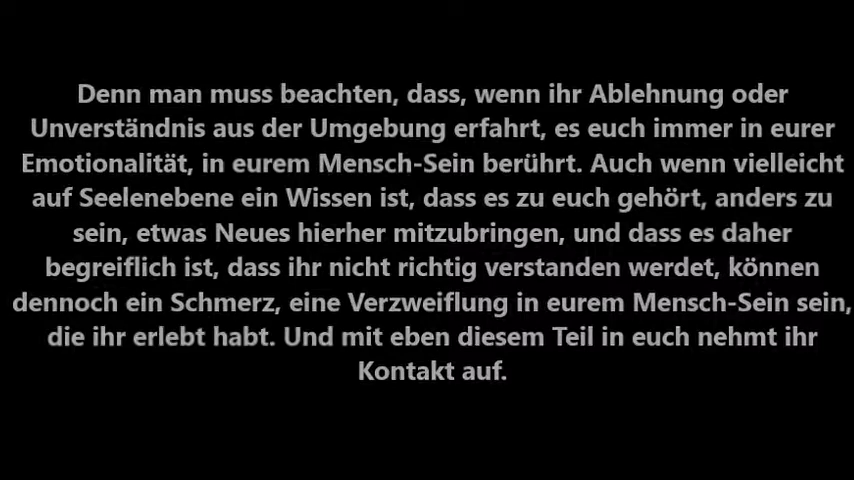 Denn man muss beachten, dass, wenn ihr Ablehnung oder
Unverständnis aus der Umgebung erfahrt, es euch immer in eurer
Emotionalität, in eurem Mensch-Sein berührt. Auch wenn vielleicht
auf Seelenebene ein Wissen ist, dass es zu euch gehört, anders zu
sein, etwas Neues hierher mitzubringen, und dass es daher
begreiflich ist, dass ihr nicht richtig verstanden werdet, können
dennoch ein Schmerz, eine Verzweiflung in eurem Mensch-Sein sein,
die ihr erlebt habt. Und mit eben diesem Teil in euch nehmt ihr
Kontakt auf.